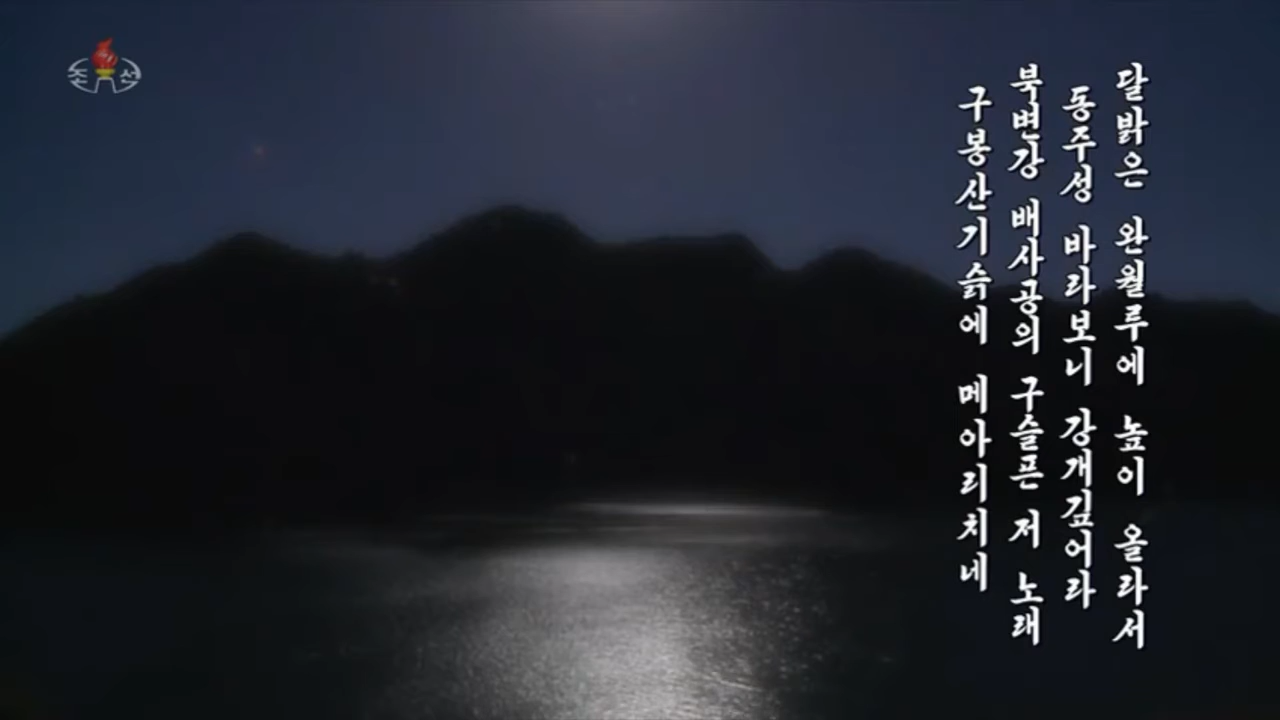 조선
달밝은 완월루에 높이 올라서
동주성 바라보니 강개깊어라
북변강 배사공의 구슬픈 저 노래
구봉산기슭에 메아리치네